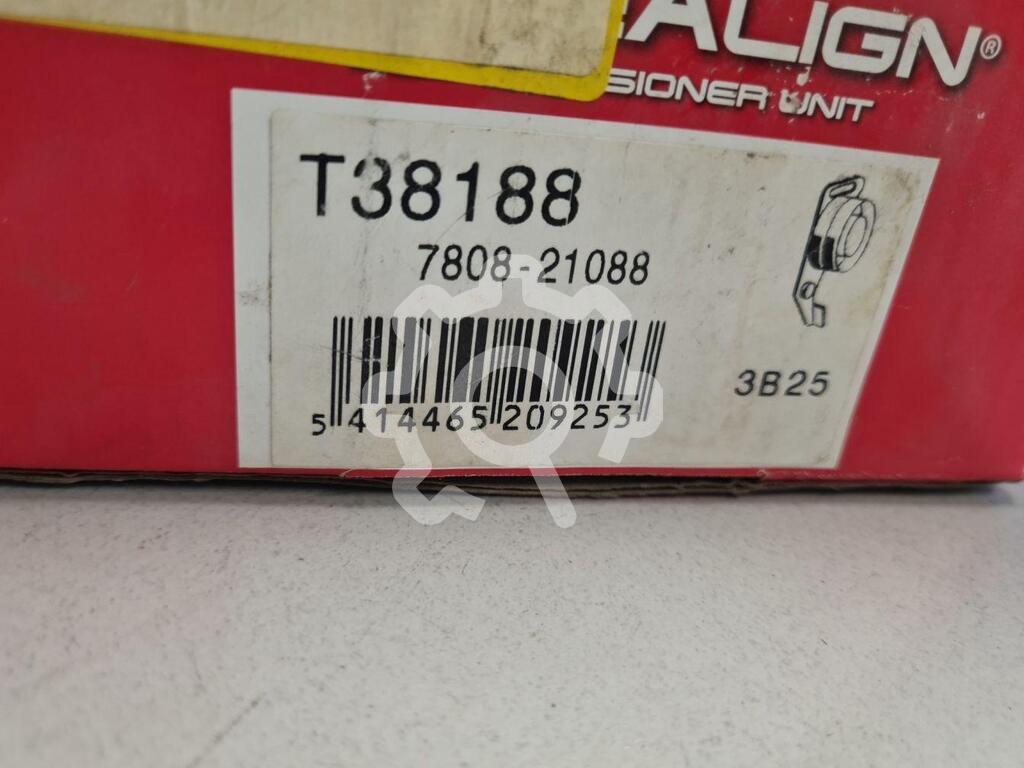 ALIGN®
SIONER UNIT
T38188
7808-21088
3B25
5 414465 209253